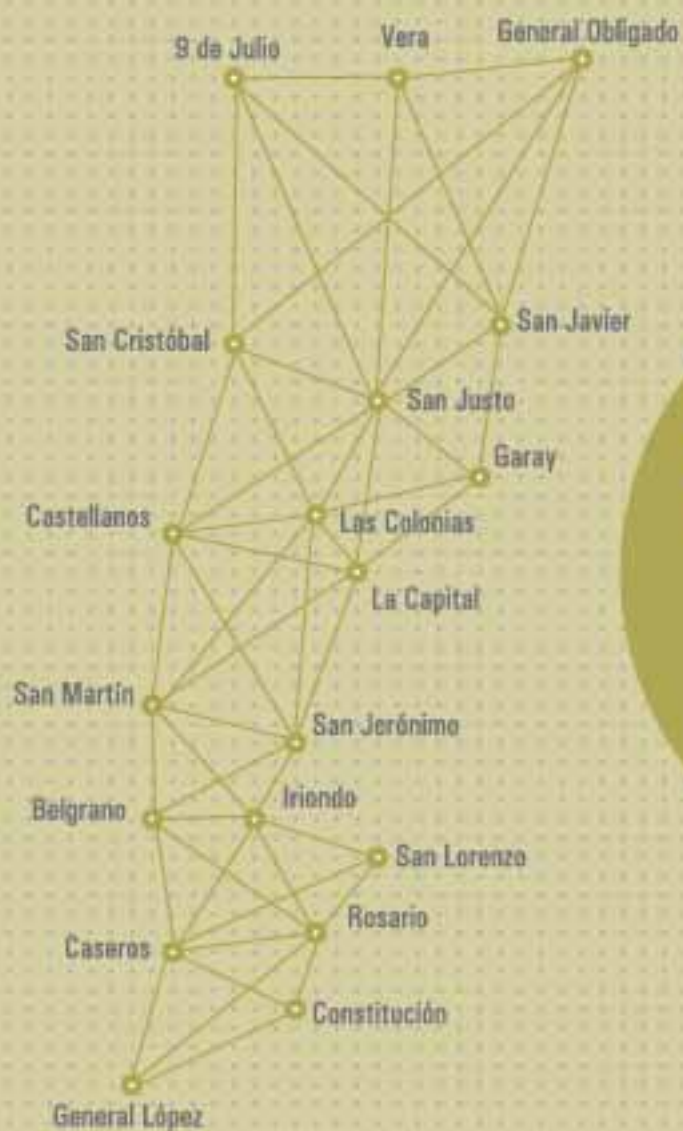 9 de Julio
Vera
General Obligado
San Cristóbal
San Javier
San Justo
Garay
Castellanos
Las Colonias
La Capital
San Martín
San Jerónimo
Belgrano
Iriondo
San Lorenzo
Rosario
Caseros
Constitución
General López